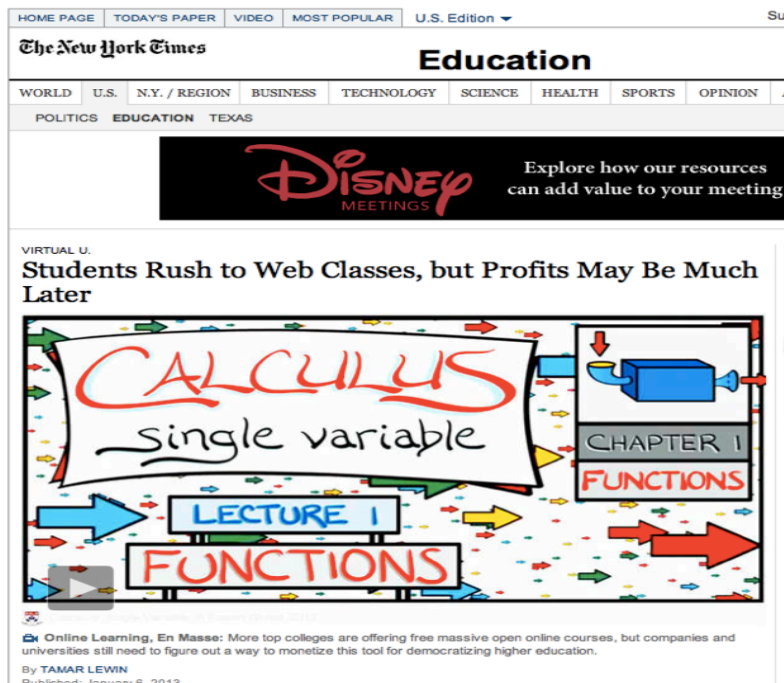 HOME PAGE TODAY'S PAPER VIDEO MOST POPULAR U.S. Edition
The New York Times
Education
WORLD U.S. N.Y. / REGION BUSINESS TECHNOLOGY SCIENCE HEALTH SPORTS OPINION
POLITICS EDUCATION TEXAS
DISNEY
MEETINGS
Explore how our resources
can add value to your meeting
VIRTUAL U.
Students Rush to Web Classes, but Profits May Be Much
Later
CALCULUS
single variable
CHAPTER 1
FUNCTIONS
LECTURE 1
FUNCTIONS
Online Learning, En Masse: More top colleges are offering free massive open online courses, but companies and
universities still need to figure out a way to monetize this tool for democratizing higher education.
By TAMAR LEWIN
Published: January 6, 2013